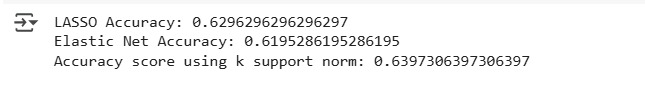 LASSO Accuracy: 0.6296296296296297
Elastic Net Accuracy: 0.6195286195286195
Accuracy score using k support norm: 0.6397306397306397